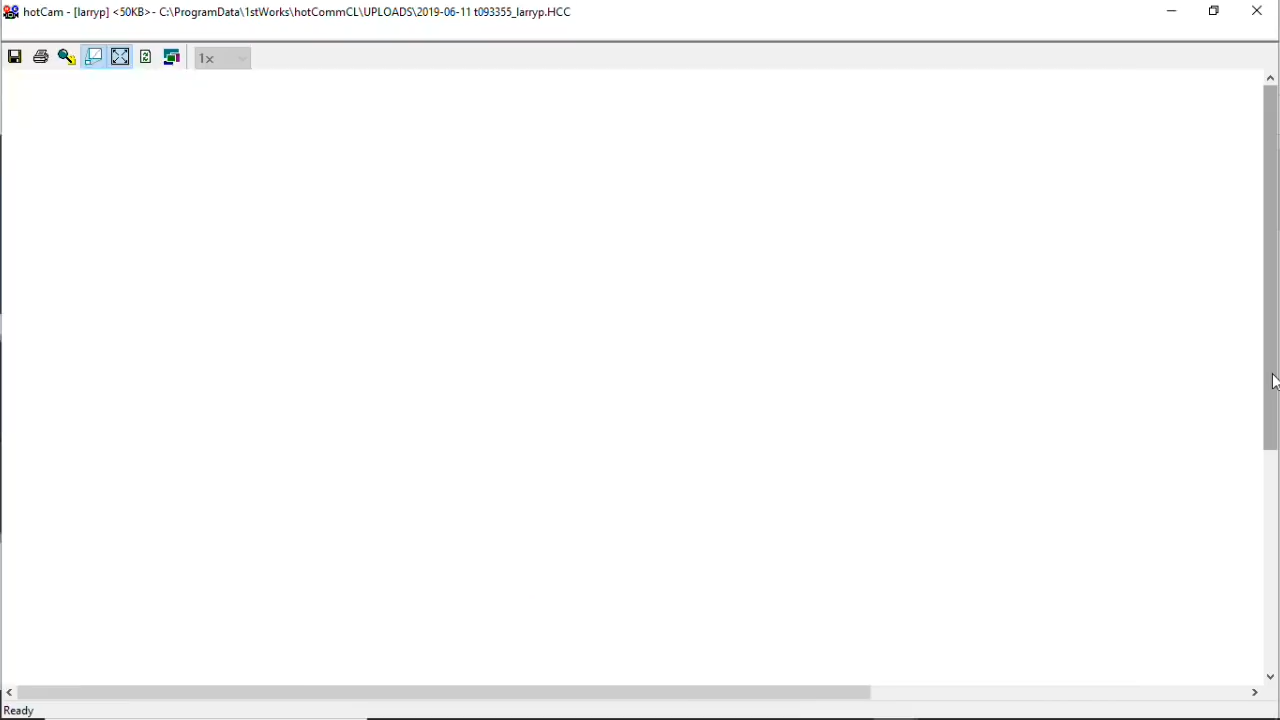 hotCam - [larryp] <50KB> - C:\ProgramData\1stWorks\hotCommCL\UPLOADS\2019-06-11 t093355_larryp.HCC
1x
Ready